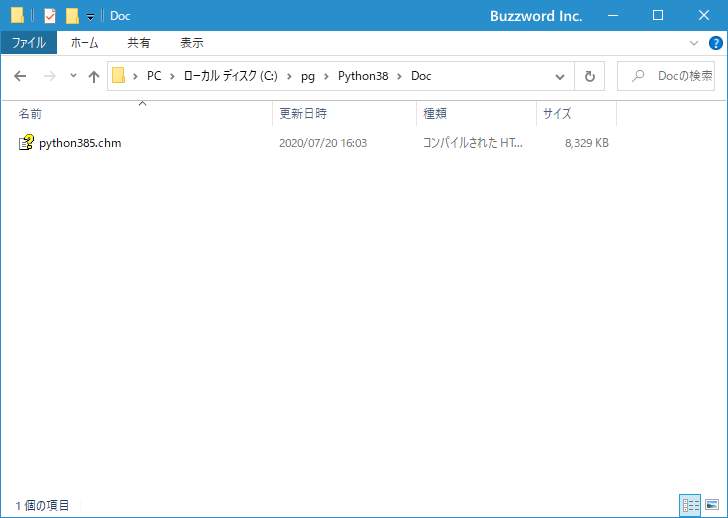 Doc Buzzword Inc.
ファイル ホーム 共有 表示
PC ローカル ディスク (C:) pg Python38 Doc Docの検索
名前 更新日時 種類 サイズ
python385.chm 2020/07/20 16:03 コンパイルされた HT... 8,329 KB
1 個の項目